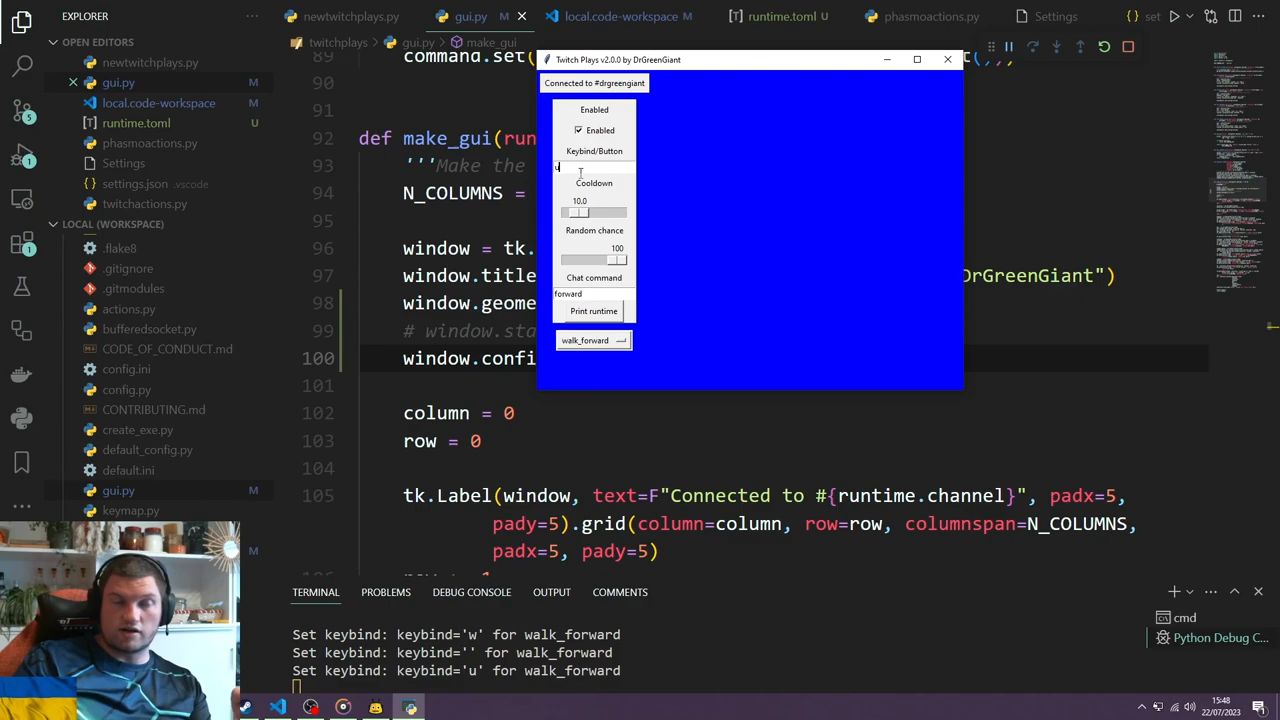 EXPLORER
OPEN EDITORS
newtwitchplays.py
gui.py M
local.code-workspace
runtime.toml U
phasmoactions.py
Settings
settings.json .vscode
twitchactions.py
LOCAL (WORKSPACE)
.flake8
.gitignore
.gitmodules
actions.py
bufferedsocket.py
CODE_OF_CONDUCT.md
config.ini
config.py
CONTRIBUTING.md
create_exe.py
default_config.py
default.ini
gui.py M
keymap.py
M
5
1
newtwitchplays.py
gui.py M
local.code-workspace
runtime.toml U
phasmoactions.py
Settings
set
twitchplays > gui.py > make_gui
90 command.set(
91
92 def make_gui(run
93 '''Make the
94 N_COLUMNS =
95
96 window = tk.
97 window.title DrGreenGiant")
98 window.geome
99 # window.sta
100 window.confi
101
102 column = 0
103 row = 0
104
105 tk.Label(window, text=F"Connected to #{runtime.channel}", padx=5,
pady=5).grid(column=column, row=row, columnspan=N_COLUMNS,
padx=5, pady=5)
Twitch Plays v2.0.0 by DrGreenGiant
Connected to #drgreengiant
Enabled
Enabled
Keybind/Button
u
Cooldown
10.0
Random chance
100
Chat command
forward
Print runtime
walk_forward
TERMINAL PROBLEMS DEBUG CONSOLE OUTPUT COMMENTS
Set keybind: keybind='w' for walk_forward
Set keybind: keybind='' for walk_forward
Set keybind: keybind='u' for walk_forward
cmd
Python Debug C...
15:48
22/07/2023